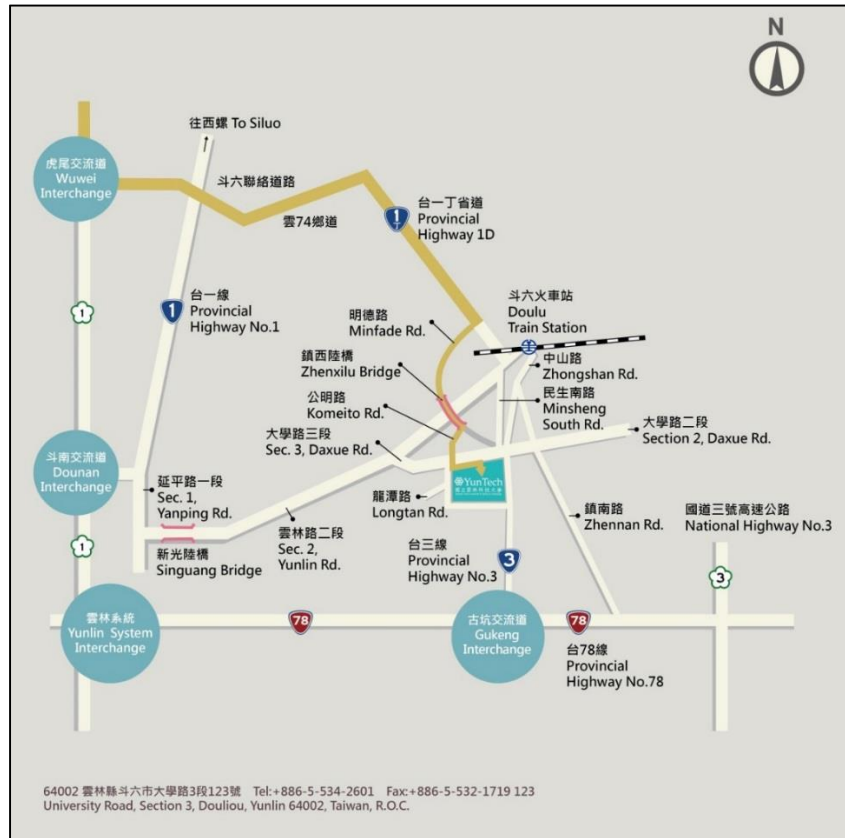 N
往西螺 To Siluo
虎尾交流道
Wuwei
Interchange
斗六聯絡道路
雲74鄉道
1
台一丁省道
Provincial
Highway 1D
1
1
台一線
Provincial
Highway No.1
明德路
Minfade Rd.
斗六火車站
Doulu
Train Station
鎮西陸橋
Zhenxilu Bridge
中山路
Zhongshan Rd.
公明路
Komeito Rd.
民生南路
Minsheng
South Rd.
大學路二段
Section 2, Daxue Rd.
大學路三段
Sec. 3, Daxue Rd.
斗南交流道
Dounan
Interchange
延平路一段
Sec. 1,
Yanping Rd.
YunTech
龍潭路
Longtan Rd.
鎮南路
Zhennan Rd.
國道三號高速公路
National Highway No.3
1
新光陸橋
Singuang Bridge
雲林路二段
Sec. 2,
Yunlin Rd.
台三線
Provincial
Highway No.3
3
3
雲林系統
Yunlin System
Interchange
78
古坑交流道
Gukeng
Interchange
78
台78線
Provincial
Highway No.78
64002 雲林縣斗六市大學路3段123號 Tel:+886-5-534-2601 Fax:+886-5-532-1719 123
University Road, Section 3, Douliou, Yunlin 64002, Taiwan, R.O.C.